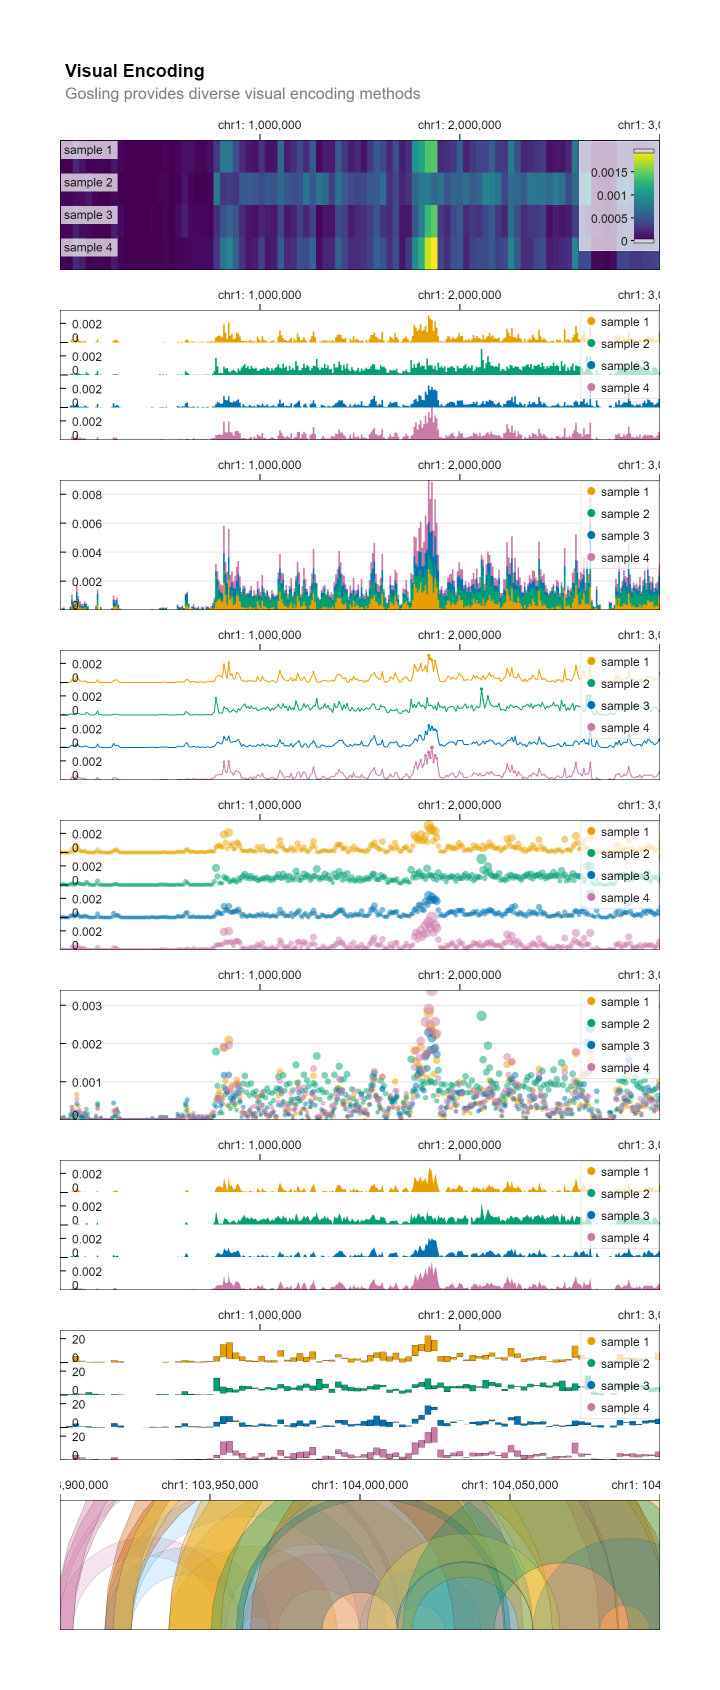 Visual Encoding
Gosling provides diverse visual encoding methods
chr1: 1,000,000 chr1: 2,000,000 chr1: 3,0
sample 1
sample 2
sample 3
sample 4
0.0015
0.001
0.0005
0
chr1: 1,000,000 chr1: 2,000,000 chr1: 3,0
0.002
0
0.002
0
0.002
0
0.002
0
sample 1
sample 2
sample 3
sample 4
chr1: 1,000,000 chr1: 2,000,000 chr1: 3,0
0.008
0.006
0.004
0.002
0
sample 1
sample 2
sample 3
sample 4
chr1: 1,000,000 chr1: 2,000,000 chr1: 3,0
0.002
0
0.002
0
0.002
0
0.002
0
sample 1
sample 2
sample 3
sample 4
chr1: 1,000,000 chr1: 2,000,000 chr1: 3,0
0.002
0
0.002
0
0.002
0
0.002
0
sample 1
sample 2
sample 3
sample 4
chr1: 1,000,000 chr1: 2,000,000 chr1: 3,0
0.003
0.002
0.001
0
sample 1
sample 2
sample 3
sample 4
chr1: 1,000,000 chr1: 2,000,000 chr1: 3,0
0.002
0
0.002
0
0.002
0
0.002
0
sample 1
sample 2
sample 3
sample 4
chr1: 1,000,000 chr1: 2,000,000 chr1: 3,0
20
0
20
0
20
0
20
0
sample 1
sample 2
sample 3
sample 4
,900,000 chr1: 103,950,000 chr1: 104,000,000 chr1: 104,050,000 chr1: 104